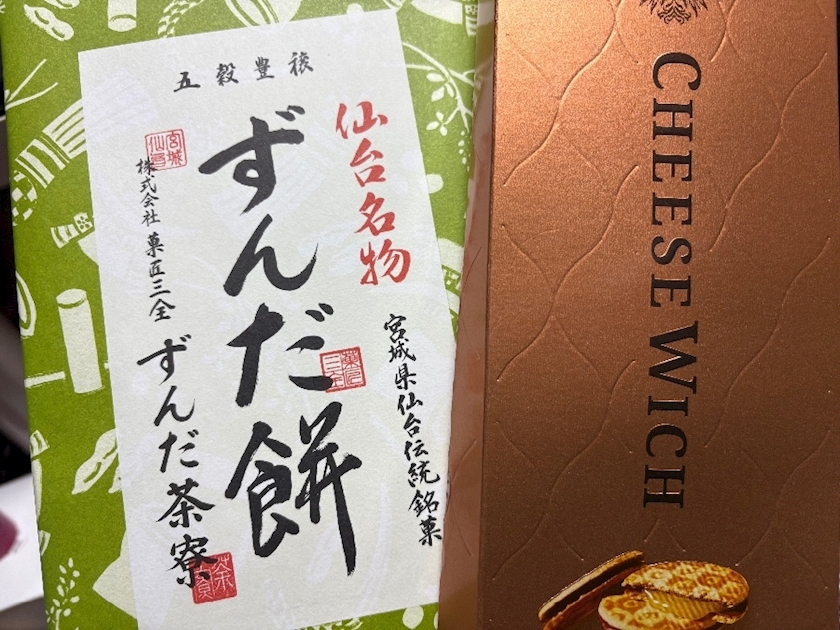 五穀豊穣
仙台名物
ずんだ餅
宮城県仙台伝統銘菓
株式会社 菓匠三全 ずんだ茶寮
CHEESE WICH